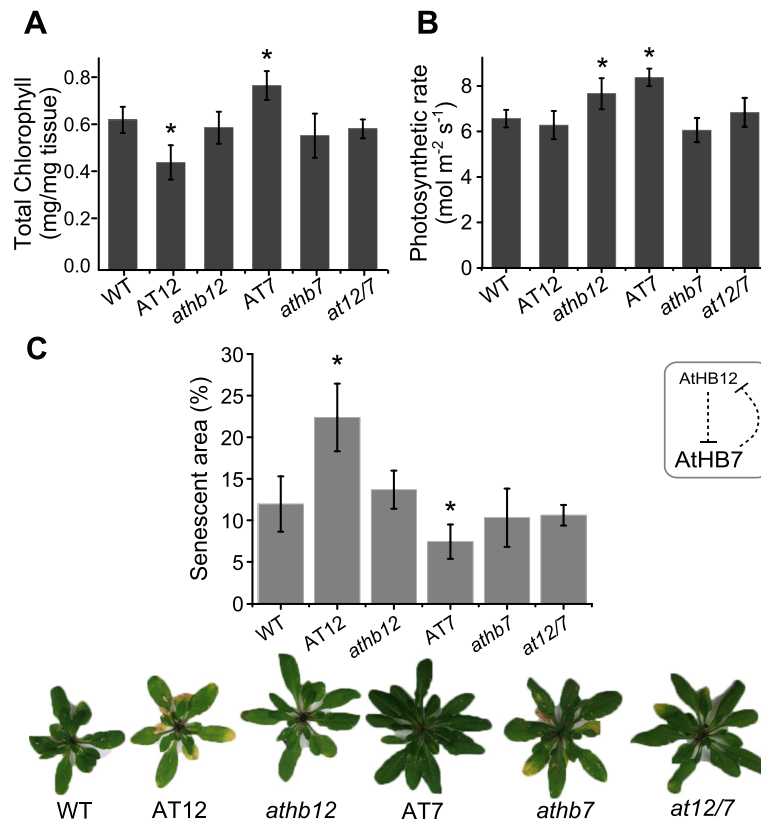 A
Total Chlorophyll
(mg/mg tissue)
0.8
0.6
0.4
0.2
0.0
*
*
WT
AT12
athb12
AT7
athb7
at12/7
B
Photosynthetic rate
(mol m⁻² s⁻¹)
8
6
4
2
0
*
*
WT
AT12
athb12
AT7
athb7
at12/7
C
Senescent area (%)
30
25
20
15
10
5
0
*
*
WT
AT12
athb12
AT7
athb7
at12/7
AtHB12
AtHB7
WT
AT12
athb12
AT7
athb7
at12/7